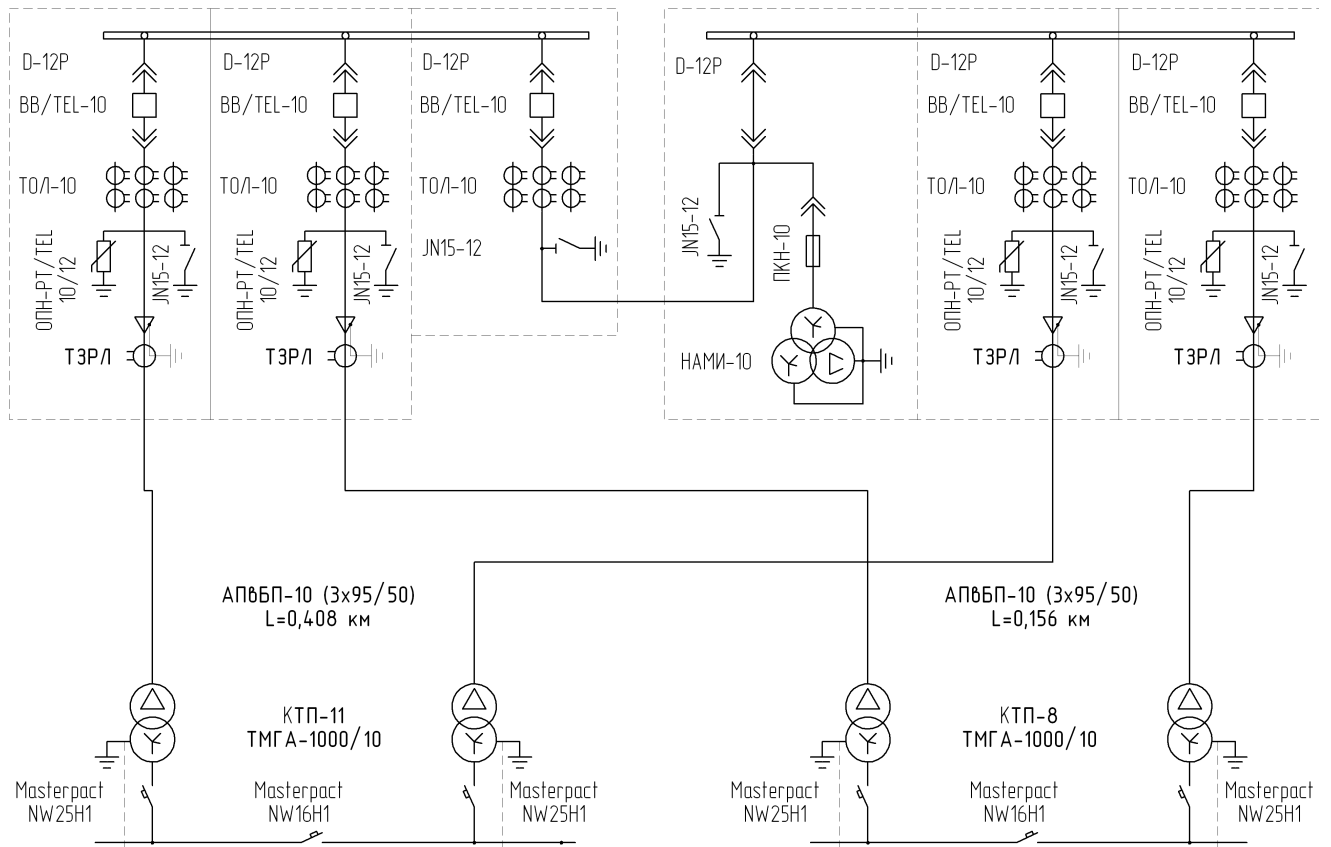 D-12P
D-12P
D-12P
D-12P
D-12P
D-12P
BB/TEL-10
BB/TEL-10
BB/TEL-10
BB/TEL-10
BB/TEL-10
ТОЛ-10
ТОЛ-10
ТОЛ-10
ТОЛ-10
ТОЛ-10
ОПН-РТ/TEL
10/12
JN15-12
ОПН-РТ/TEL
10/12
JN15-12
JN15-12
JN15-12
ПКН-10
ОПН-РТ/TEL
10/12
JN15-12
ОПН-РТ/TEL
10/12
JN15-12
ТЗРЛ
ТЗРЛ
НАМИ-10
ТЗРЛ
ТЗРЛ
АПвБП-10 (3х95/50)
L=0,408 км
АПвБП-10 (3х95/50)
L=0,156 км
КТП-11
ТМГА-1000/10
КТП-8
ТМГА-1000/10
Masterpact
NW25H1
Masterpact
NW16H1
Masterpact
NW25H1
Masterpact
NW25H1
Masterpact
NW16H1
Masterpact
NW25H1